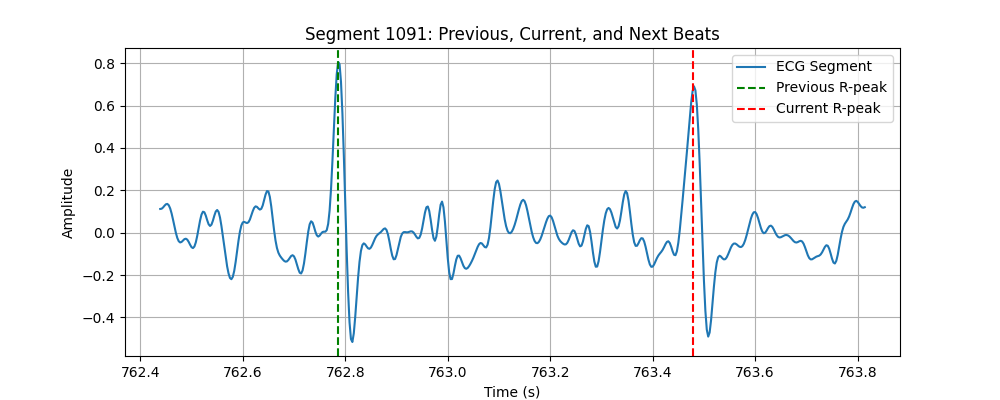 Segment 1091: Previous, Current, and Next Beats
ECG Segment
Previous R-peak
Current R-peak
Amplitude
0.8
0.6
0.4
0.2
0.0
−0.2
−0.4
762.4 762.6 762.8 763.0 763.2 763.4 763.6 763.8
Time (s)